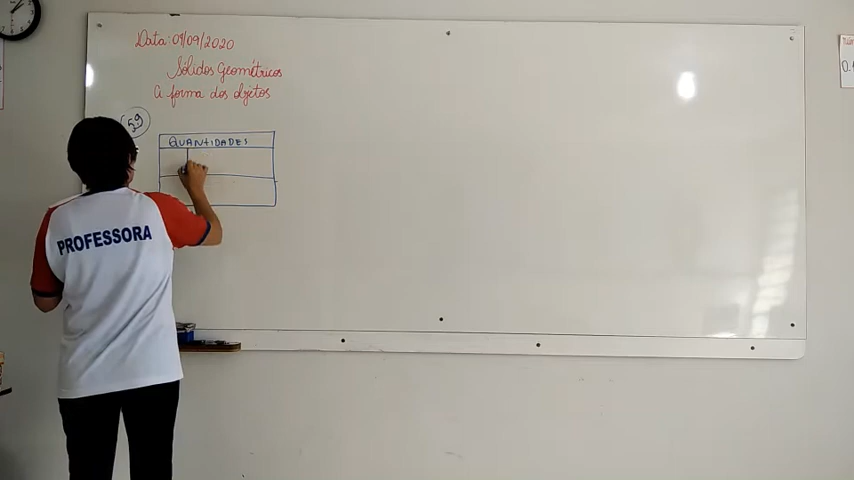 Data: 09/09/2020
Sólidos Geométricos
A forma dos objetos
59
QUANTIDADES
PROFESSORA